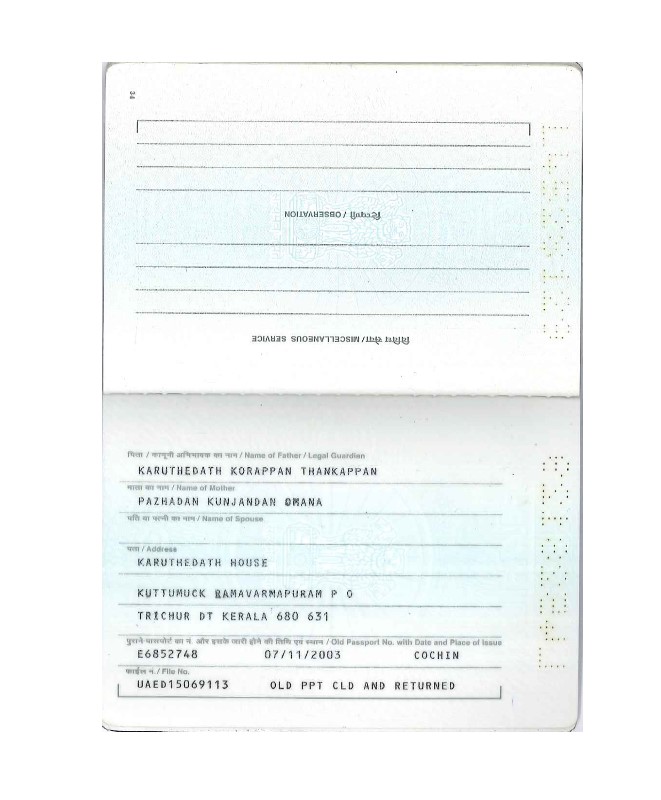 34
टिप्पणी / OBSERVATION
विविध सेवा / MISCELLANEOUS SERVICE
पिता / कानूनी अभिभावक का नाम / Name of Father / Legal Guardian
KARUTHEDATH KORAPPAN THANKAPPAN
माता का नाम / Name of Mother
PAZHADAN KUNJANDAN OMANA
पति या पत्नी का नाम / Name of Spouse
पता / Address
KARUTHEDATH HOUSE
KUTTUMUCK RAMAVARMAPURAM P O
TRICHUR DT KERALA 680 631
पुराने पासपोर्ट का नं. और इसके जारी होने की तिथि एवं स्थान / Old Passport No. with Date and Place of Issue
E6852748 07/11/2003 COCHIN
फाईल नं. / File No.
UAED15069113 OLD PPT CLD AND RETURNED